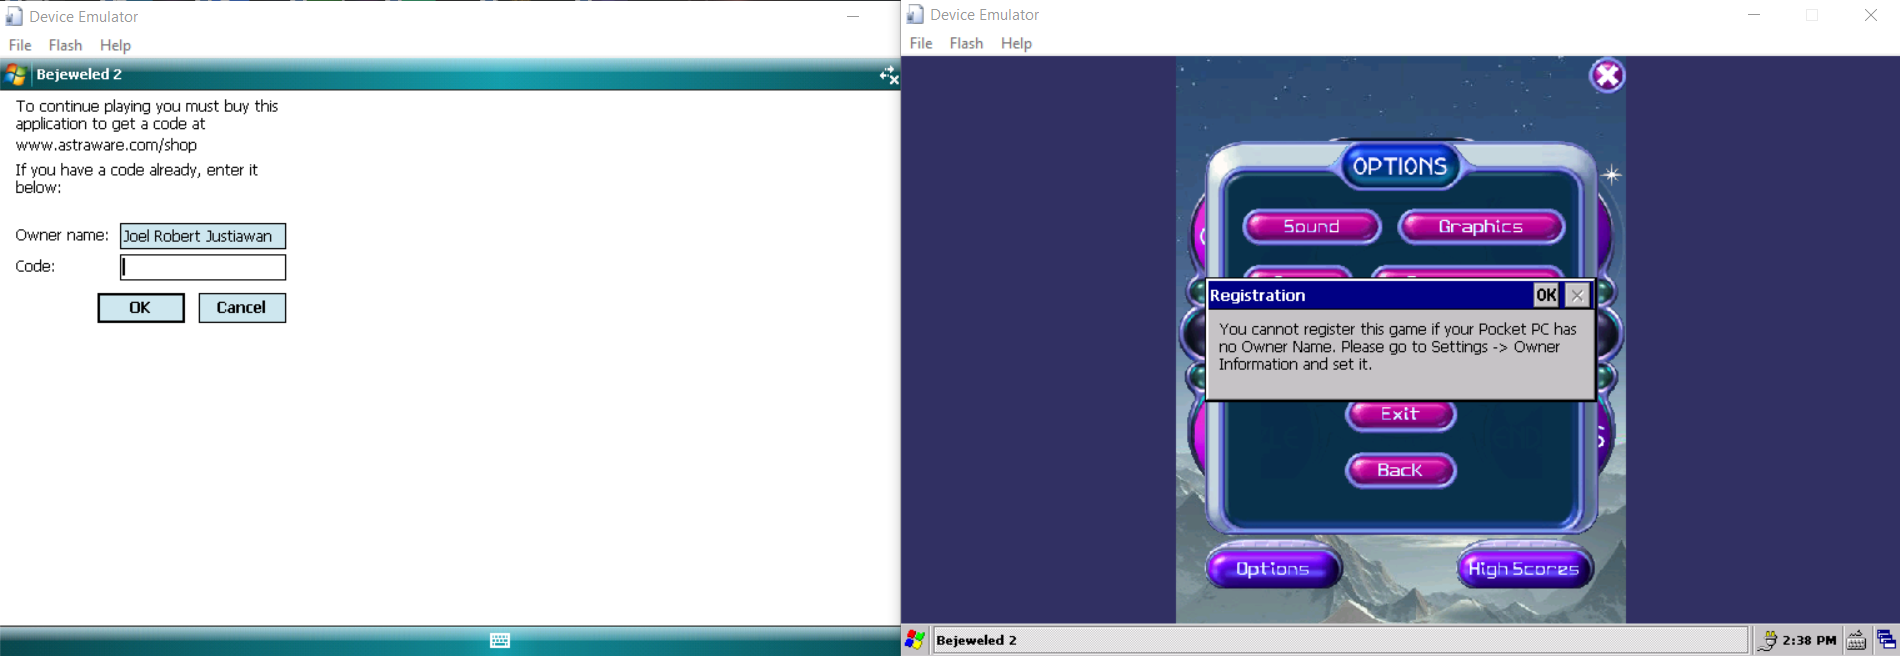 Device Emulator
File Flash Help
Bejeweled 2
To continue playing you must buy this
application to get a code at
www.astraware.com/shop
If you have a code already, enter it
below:
Owner name: Joel Robert Justiawan
Code:
OK Cancel
Device Emulator
File Flash Help
OPTIONS
Sound Graphics
Registration OK
You cannot register this game if your Pocket PC has
no Owner Name. Please go to Settings -> Owner
Information and set it.
Exit
Back
Options High Scores
Bejeweled 2 2:38 PM